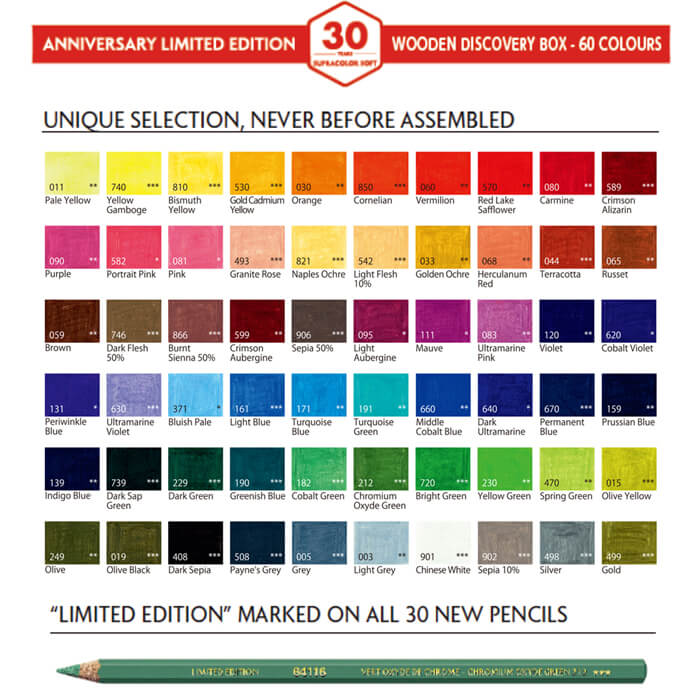 ANNIVERSARY LIMITED EDITION
30
YEARS
SUPRACOLOR SOFT
WOODEN DISCOVERY BOX - 60 COLOURS
UNIQUE SELECTION, NEVER BEFORE ASSEMBLED
011 ** 740 *** 810 *** 530 *** 030 ** 850 *** 060 ** 570 ** 080 ** 589 ***
Pale Yellow Yellow Bismuth Gold Cadmium Orange Cornelian Vermilion Red Lake Carmine Crimson
Gamboge Yellow Yellow Safflower Alizarin
090 ** 582 * 081 * 493 *** 821 *** 542 *** 033 ** 068 ** 044 *** 065 **
Purple Portrait Pink Pink Granite Rose Naples Ochre Light Flesh Golden Ochre Herculanum Terracotta Russet
10% Red
059 ** 746 *** 866 *** 599 ** 906 *** 095 * 111 * 083 ** 120 ** 620 *
Brown Dark Flesh Burnt Crimson Sepia 50% Light Mauve Ultramarine Violet Cobalt Violet
50% Sienna 50% Aubergine Aubergine Pink
131 * 630 *** 371 * 161 *** 171 ** 191 ** 660 ** 640 * 670 *** 159 **
Periwinkle Ultramarine Bluish Pale Light Blue Turquoise Turquoise Middle Dark Permanent Prussian Blue
Blue Violet Blue Green Cobalt Blue Ultramarine Blue
139 ** 739 *** 229 *** 190 *** 182 *** 212 *** 720 *** 230 ** 470 ** 015 ***
Indigo Blue Dark Sap Dark Green Greenish Blue Cobalt Green Chromium Bright Green Yellow Green Spring Green Olive Yellow
Green Oxyde Green
249 ** 019 *** 408 *** 508 *** 005 *** 003 ** 901 *** 902 *** 498 *** 499 **
Olive Olive Black Dark Sepia Payne's Grey Grey Light Grey Chinese White Sepia 10% Silver Gold
“LIMITED EDITION” MARKED ON ALL 30 NEW PENCILS
LIMITED EDITION 64116 VERT OXYDE DE CHROME - CHROMIUM OXYDE GREEN 212 ***